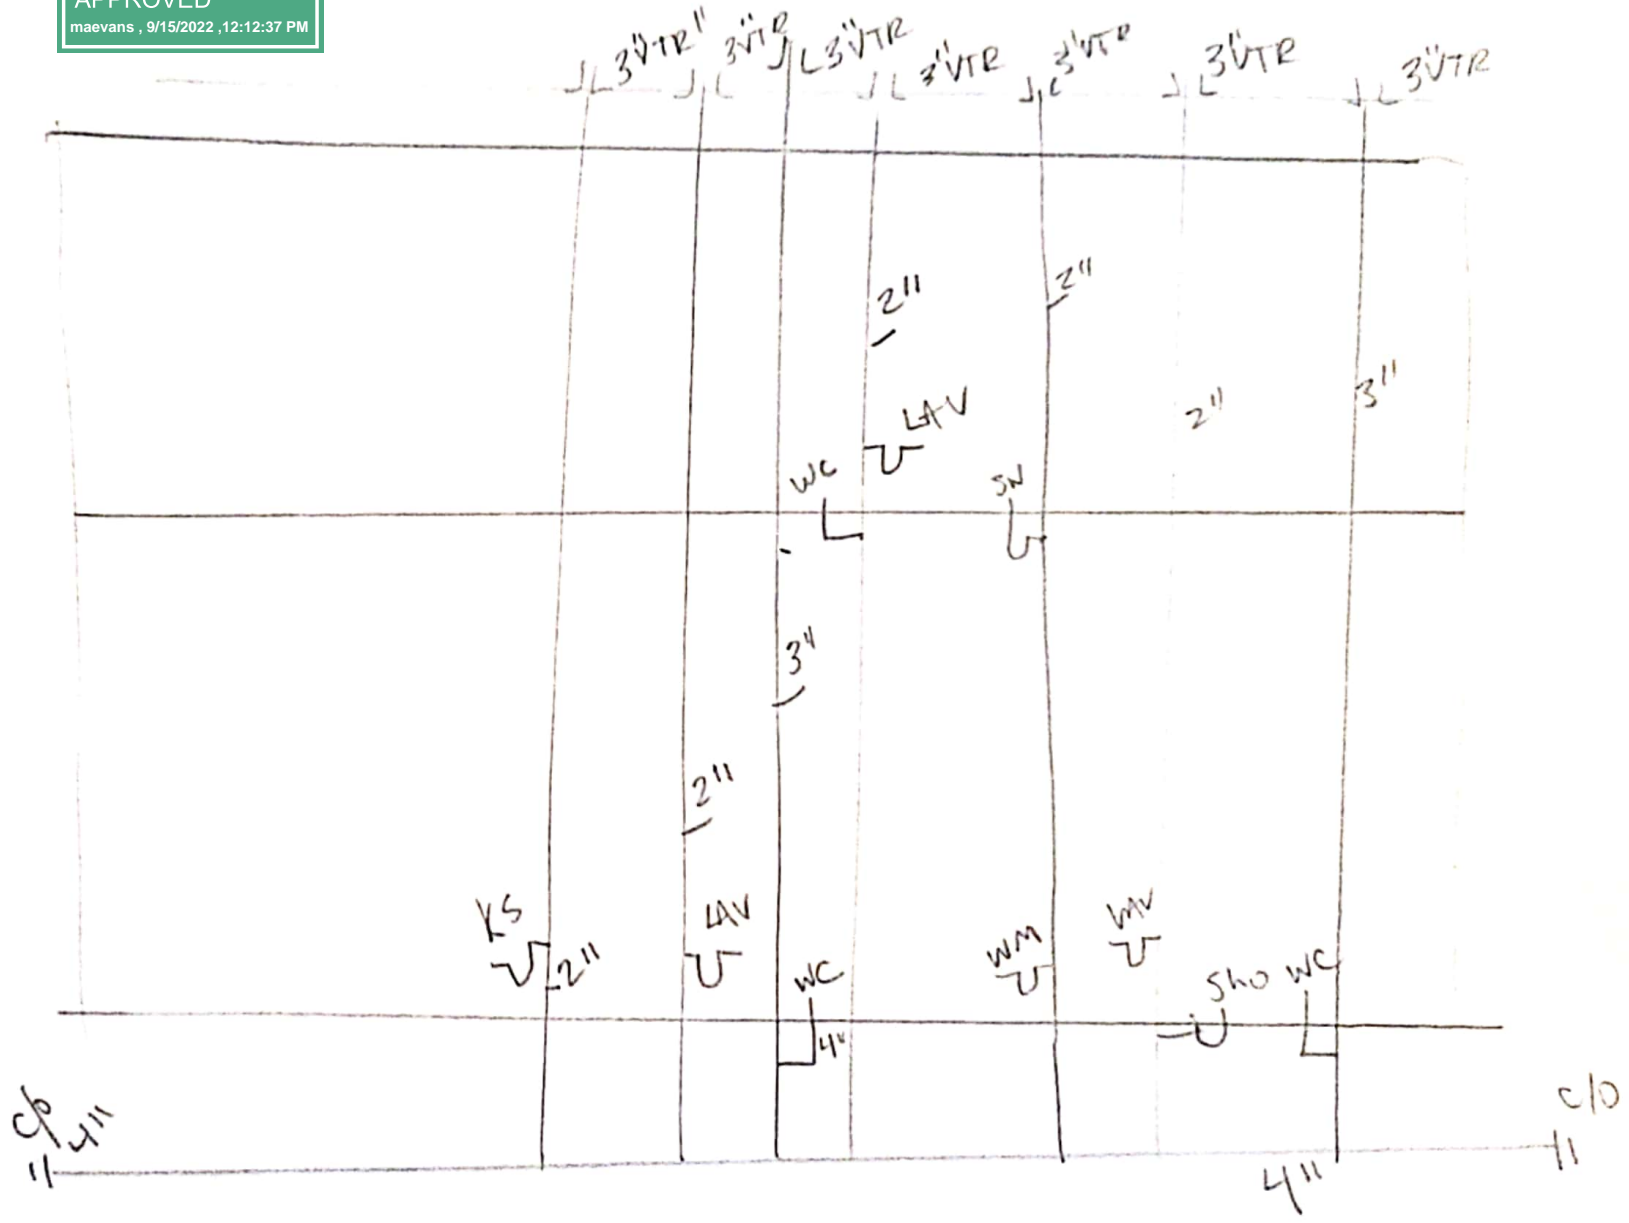 APPROVED
maevans , 9/15/2022 ,12:12:37 PM
3"VTR"
3"VTR
3"VTR
3"VTR
3"VTR
3"VTR
3"VTR
2"
2"
3"
2"
LAV
WC
3"
2"
KS
2"
LAV
WC
4"
WM
LAV
SHO
WC
C/O
4"
C/O
4"